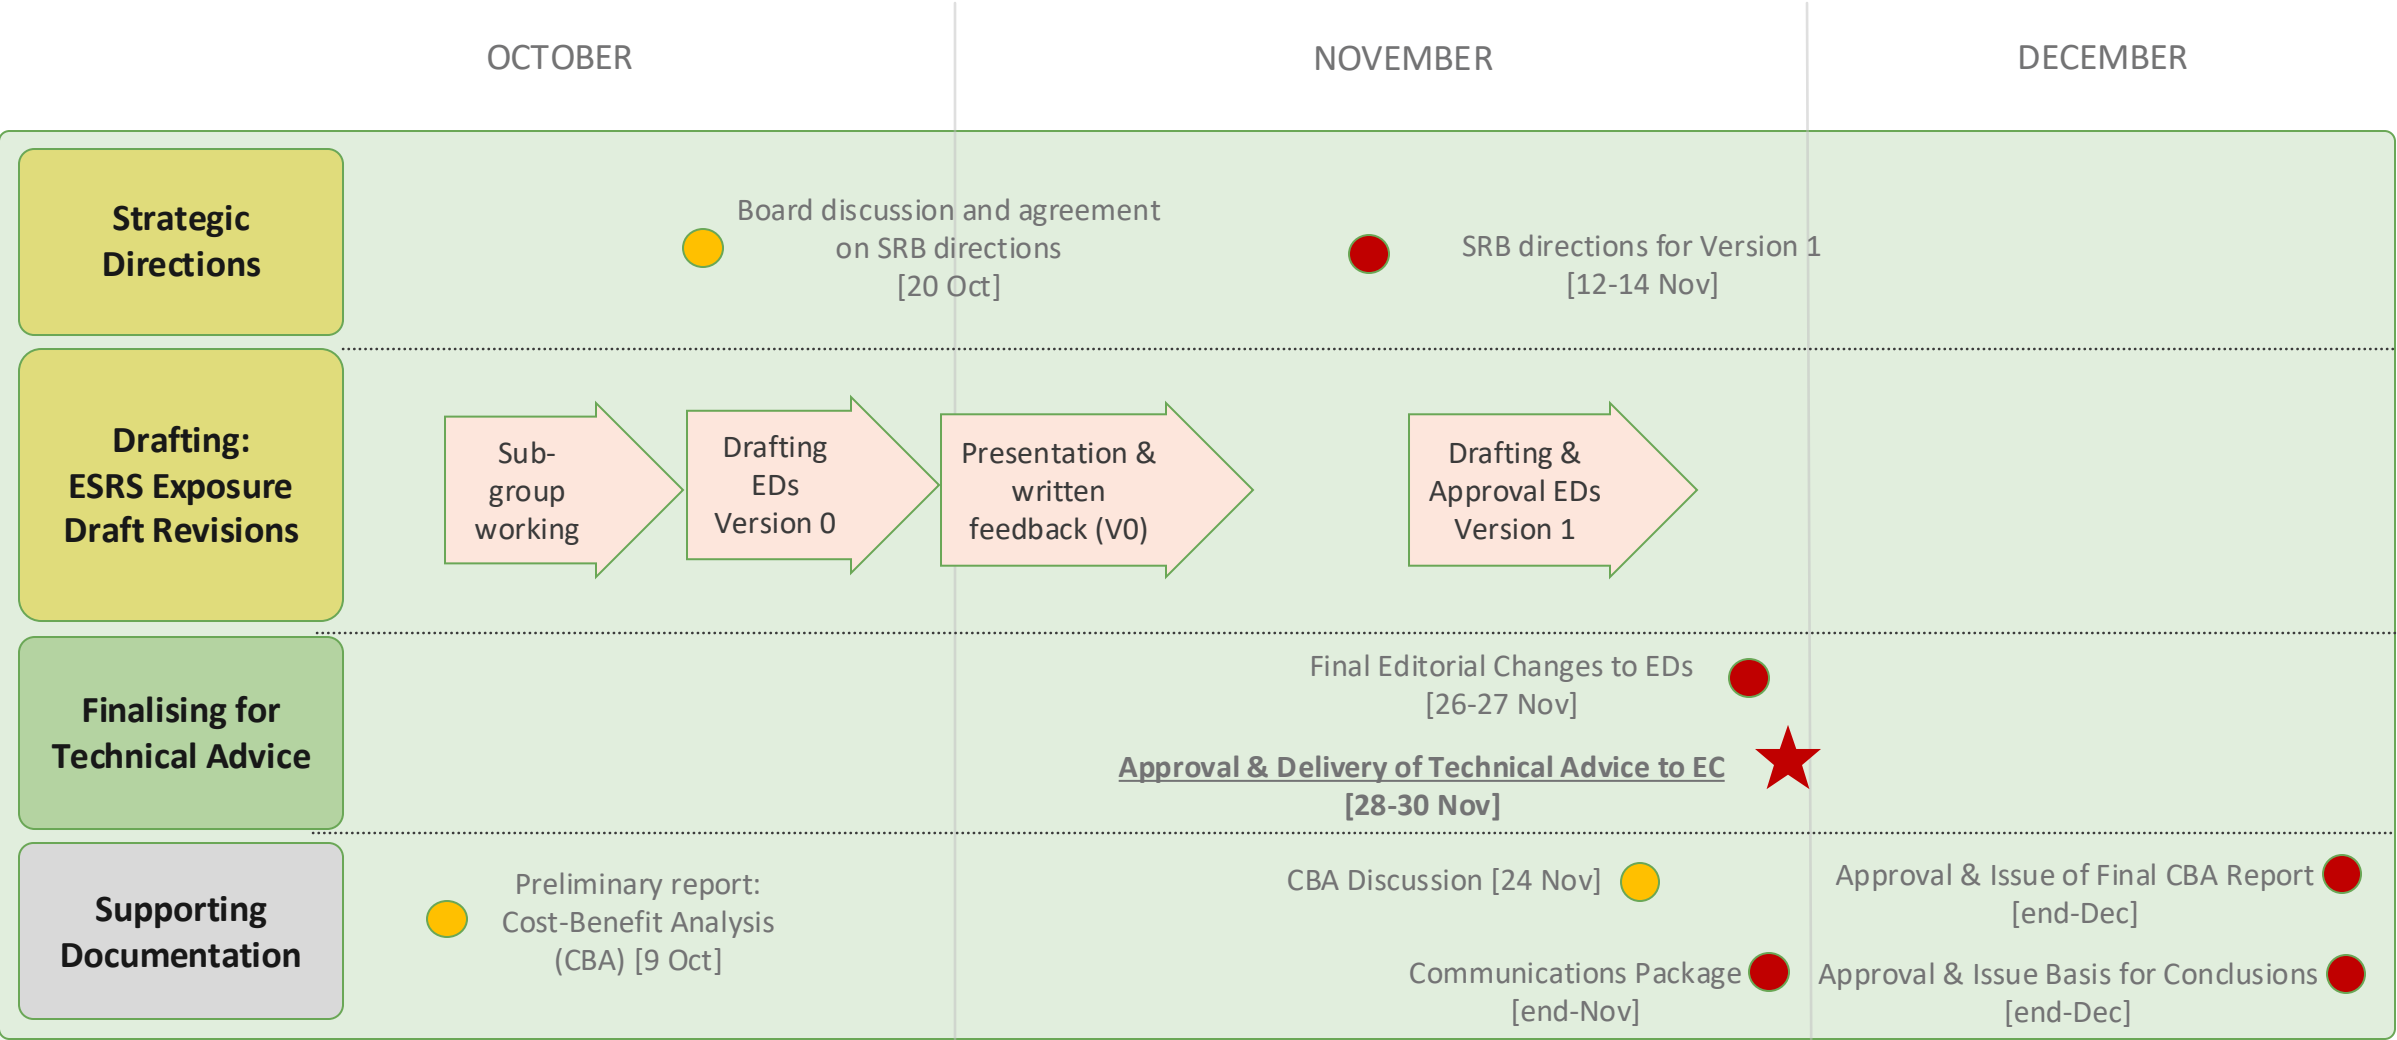 OCTOBER
NOVEMBER
DECEMBER
Strategic
Directions
Board discussion and agreement
on SRB directions
[20 Oct]
SRB directions for Version 1
[12-14 Nov]
Drafting:
ESRS Exposure
Draft Revisions
Sub-
group
working
Drafting
EDs
Version 0
Presentation &
written
feedback (V0)
Drafting &
Approval EDs
Version 1
Finalising for
Technical Advice
Final Editorial Changes to EDs
[26-27 Nov]
Approval & Delivery of Technical Advice to EC
[28-30 Nov]
Supporting
Documentation
Preliminary report:
Cost-Benefit Analysis
(CBA) [9 Oct]
CBA Discussion [24 Nov]
Communications Package
[end-Nov]
Approval & Issue of Final CBA Report
[end-Dec]
Approval & Issue Basis for Conclusions
[end-Dec]